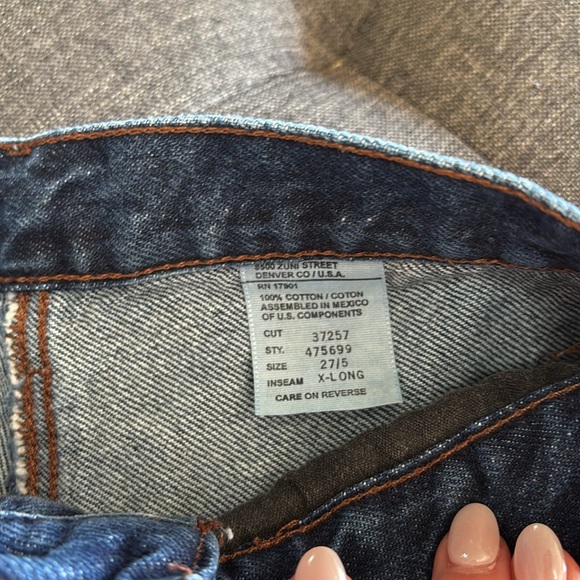 8500 ZUNI STREET
DENVER CO / U.S.A.
RN 17901
100% COTTON / COTON
ASSEMBLED IN MEXICO
OF U.S. COMPONENTS
CUT 37257
STY. 475699
SIZE 27/5
INSEAM X-LONG
CARE ON REVERSE